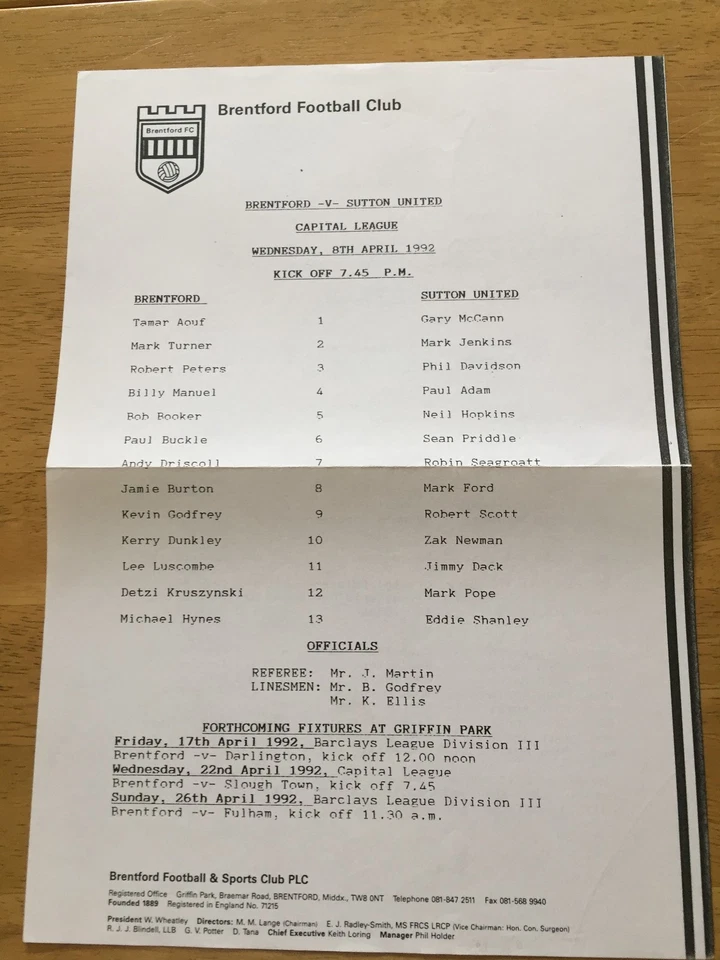 Brentford Football Club
Brentford FC
BRENTFORD -V- SUTTON UNITED
CAPITAL LEAGUE
WEDNESDAY, 8TH APRIL 1992
KICK OFF 7.45 P.M.
BRENTFORD SUTTON UNITED
Tamar Aouf 1 Gary McCann
Mark Turner 2 Mark Jenkins
Robert Peters 3 Phil Davidson
Billy Manuel 4 Paul Adam
Bob Booker 5 Neil Hopkins
Paul Buckle 6 Sean Priddle
Andy Driscoll 7 Robin Seagroatt
Jamie Burton 8 Mark Ford
Kevin Godfrey 9 Robert Scott
Kerry Dunkley 10 Zak Newman
Lee Luscombe 11 Jimmy Dack
Detzi Kruszynski 12 Mark Pope
Michael Hynes 13 Eddie Shanley
OFFICIALS
REFEREE: Mr. J. Martin
LINESMEN: Mr. B. Godfrey
Mr. K. Ellis
FORTHCOMING FIXTURES AT GRIFFIN PARK
Friday, 17th April 1992, Barclays League Division III
Brentford -v- Darlington, kick off 12.00 noon
Wednesday, 22nd April 1992, Capital League
Brentford -v- Slough Town, kick off 7.45
Sunday, 26th April 1992, Barclays League Division III
Brentford -v- Fulham, kick off 11.30 a.m.
Brentford Football & Sports Club PLC
Registered Office Griffin Park, Braemar Road, BRENTFORD, Middx., TW8 0NT Telephone 081-847 2511 Fax 081-568 9940
Founded 1889 Registered in England No. 71215
President W. Wheatley Directors: M. M. Lange (Chairman) E. J. Radley-Smith, MS FRCS LRCP (Vice Chairman: Hon. Con. Surgeon)
R. J. J. Blindell, LLB G. V. Potter D. Tana Chief Executive Keith Loring Manager Phil Holder